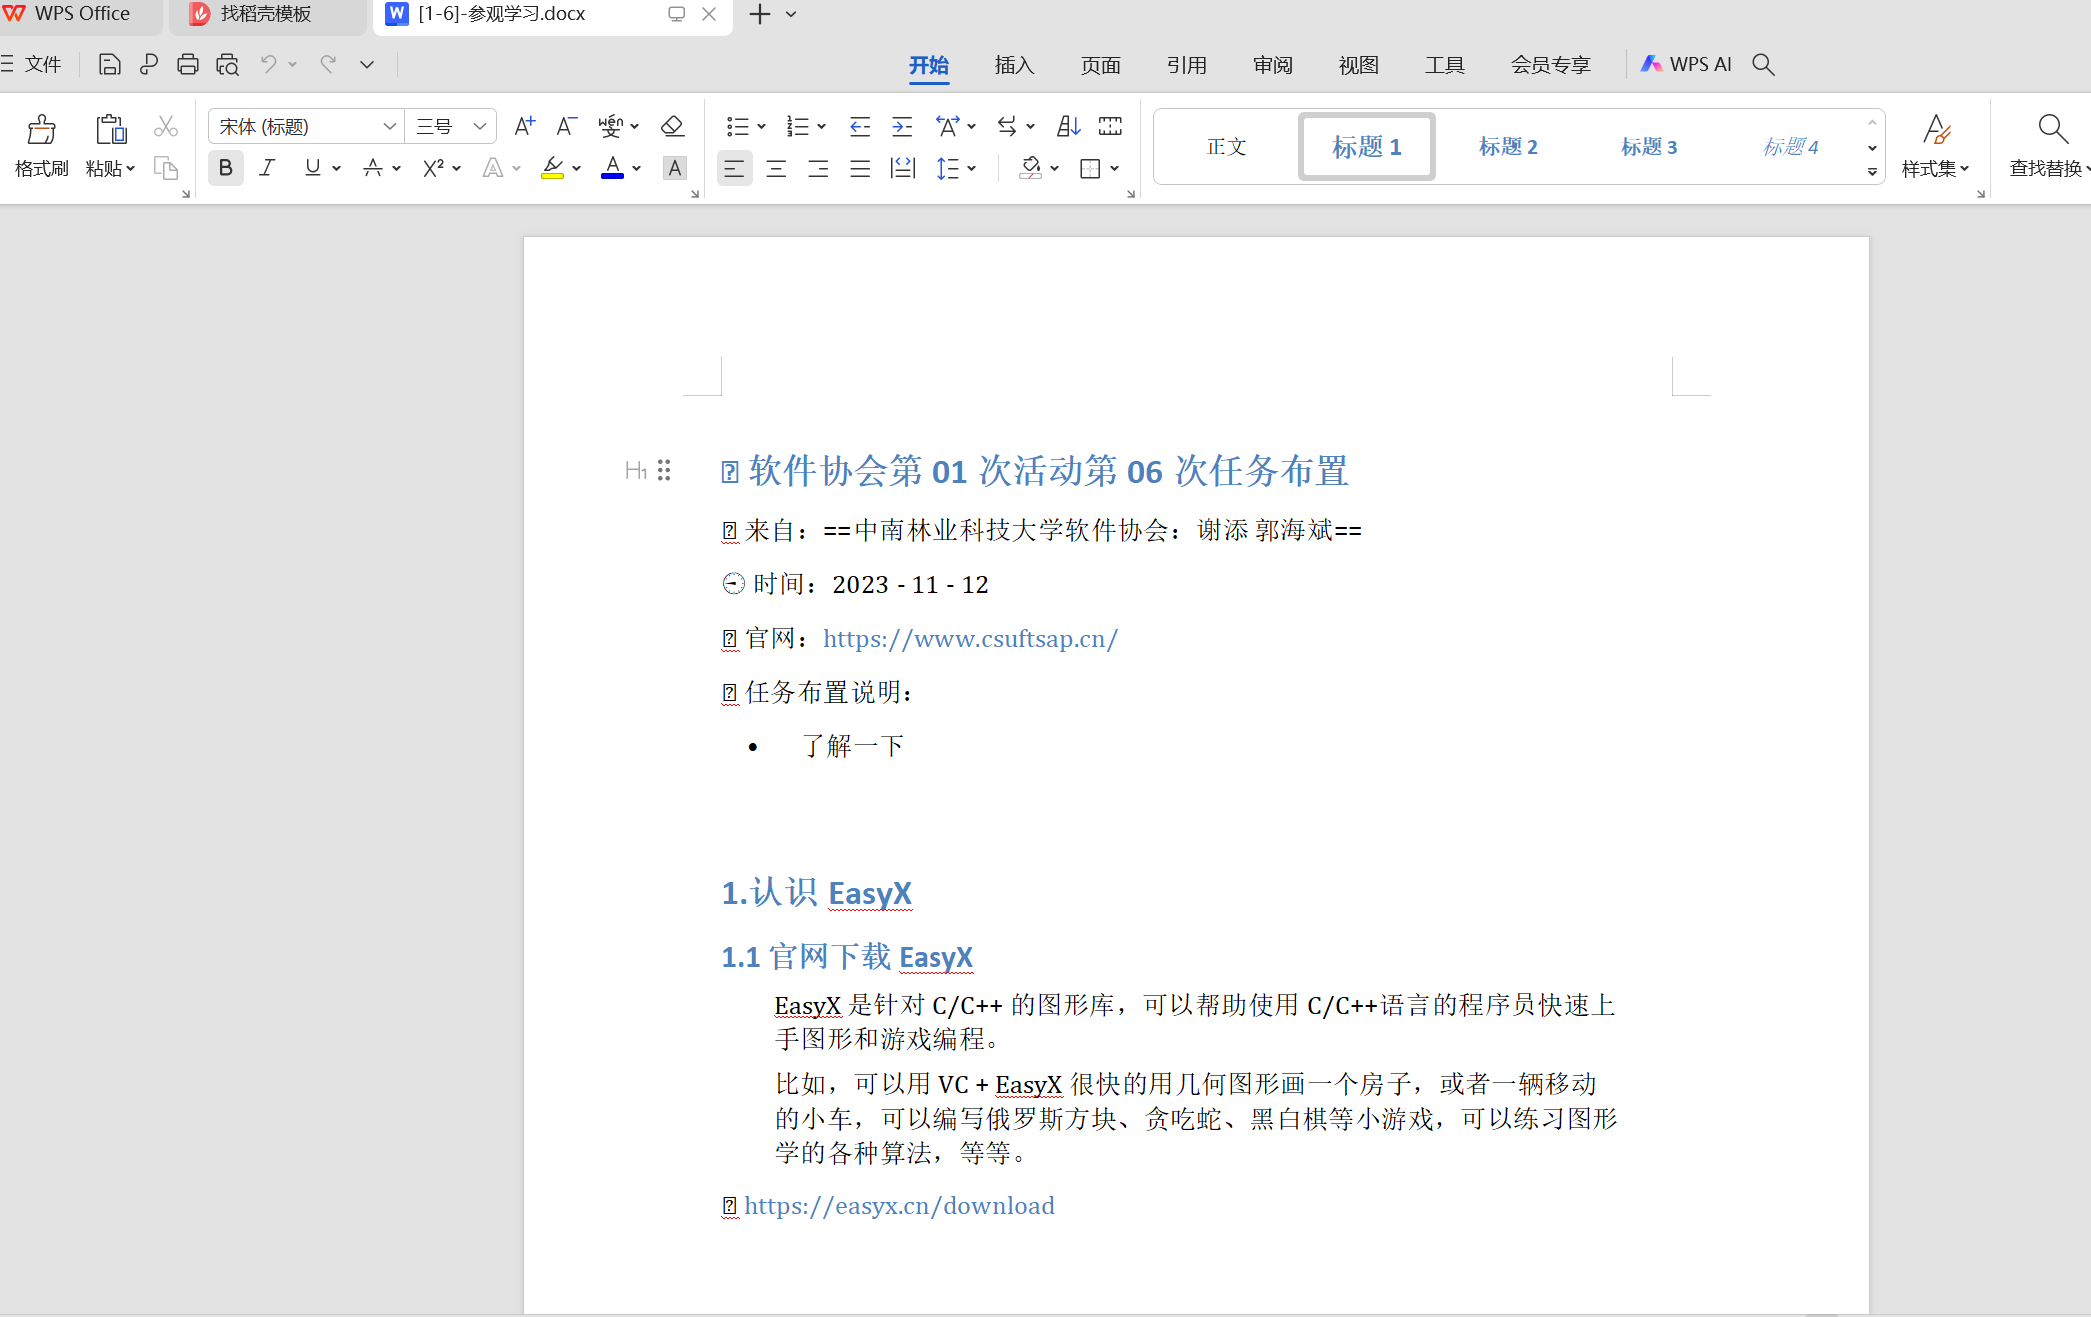 WPS Office
找稻壳模板
[1-6]-参观学习.docx
文件
开始
插入
页面
引用
审阅
视图
工具
会员专享
WPS AI
格式刷
粘贴
宋体 (标题)
三号
正文
标题 1
标题 2
标题 3
标题 4
样式集
查找替换
H1
软件协会第 01 次活动第 06 次任务布置
来自：==中南林业科技大学软件协会：谢添 郭海斌==
时间：2023 - 11 - 12
官网：https://www.csuftsap.cn/
任务布置说明：
• 了解一下
1.认识 EasyX
1.1 官网下载 EasyX
EasyX 是针对 C/C++ 的图形库，可以帮助使用 C/C++语言的程序员快速上
手图形和游戏编程。
比如，可以用 VC + EasyX 很快的用几何图形画一个房子，或者一辆移动
的小车，可以编写俄罗斯方块、贪吃蛇、黑白棋等小游戏，可以练习图形
学的各种算法，等等。
https://easyx.cn/download